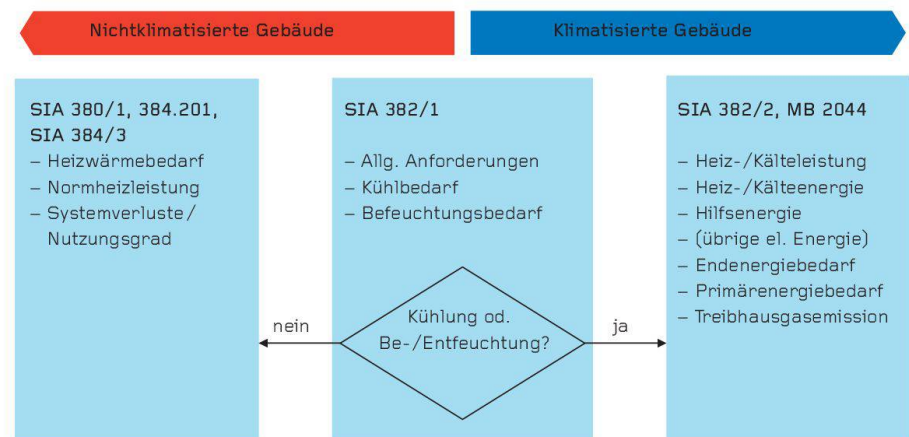 Nichtklimatisierte Gebäude
Klimatisierte Gebäude
SIA 380/1, 384.201,
SIA 384/3
– Heizwärmebedarf
– Normheizleistung
– Systemverluste/
Nutzungsgrad
SIA 382/1
– Allg. Anforderungen
– Kühlbedarf
– Befeuchtungsbedarf
nein
Kühlung od.
Be-/Entfeuchtung?
ja
SIA 382/2, MB 2044
– Heiz-/Kälteleistung
– Heiz-/Kälteenergie
– Hilfsenergie
– (übrige el. Energie)
– Endenergiebedarf
– Primärenergiebedarf
– Treibhausgasemission